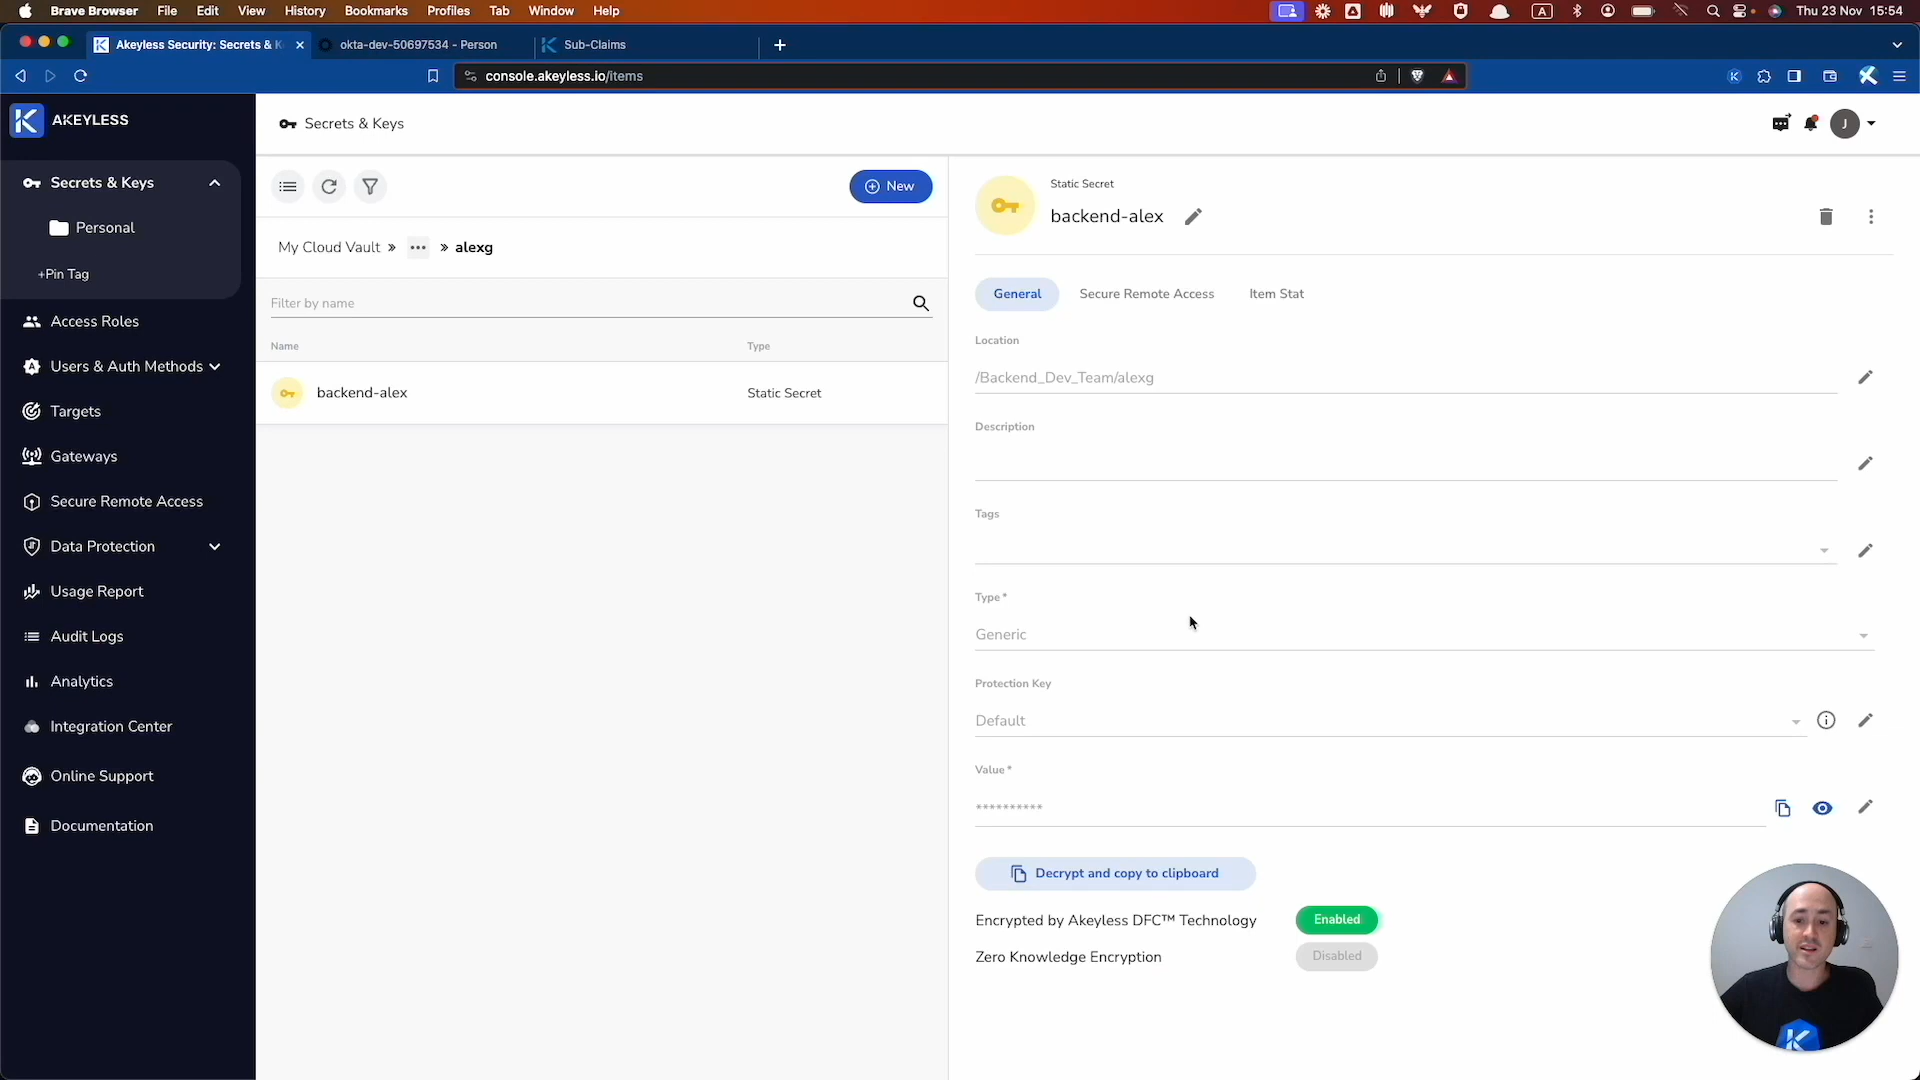 Brave Browser File Edit View History Bookmarks Profiles Tab Window Help
A Thu 23 Nov 15:54
Akeyless Security: Secrets & K
okta-dev-50697534 - Person
Sub-Claims
console.akeyless.io/items
AKEYLESS
Secrets & Keys
Personal
+Pin Tag
Access Roles
Users & Auth Methods
Targets
Gateways
Secure Remote Access
Data Protection
Usage Report
Audit Logs
Analytics
Integration Center
Online Support
Documentation
Secrets & Keys
J
New
My Cloud Vault » ... » alexg
Filter by name
Name Type
backend-alex Static Secret
Static Secret
backend-alex
General Secure Remote Access Item Stat
Location
/Backend_Dev_Team/alexg
Description
Tags
Type *
Generic
Protection Key
Default
Value *
**********
Decrypt and copy to clipboard
Encrypted by Akeyless DFC™ Technology Enabled
Zero Knowledge Encryption Disabled